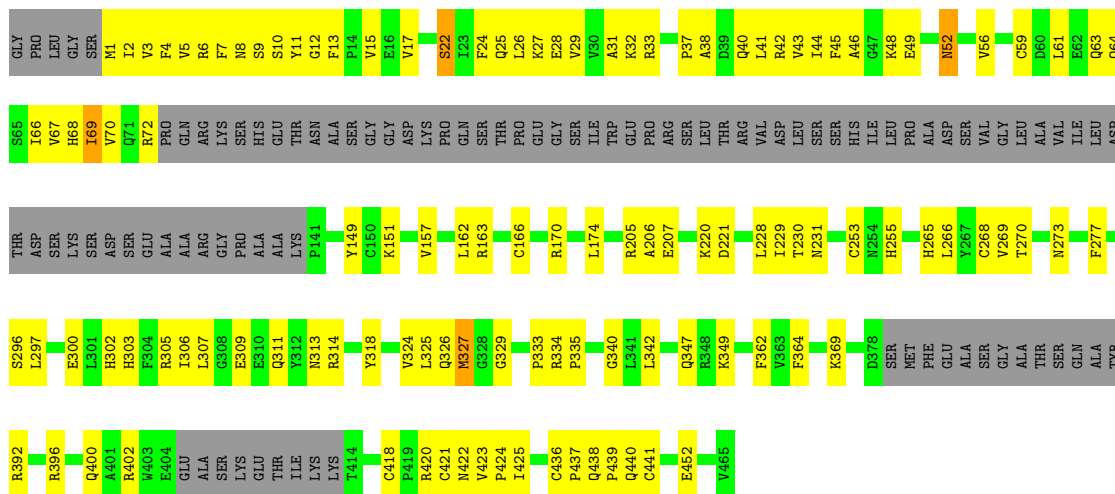 GLY PRO LEU GLY SER M1 I2 V3 F4 V5 R6 F7 N8 S9 S10 Y11 G12 F13 P14 V15 E16 V17 S22 I23 F24 Q25 L26 K27 E28 V29 V30 A31 K32 R33 P37 A38 D39 Q40 L41 R42 V43 I44 F45 A46 G47 K48 E49 N52 V56 C59 D60 L61 E62 Q63 Q64
S65 I66 V67 H68 I69 V70 Q71 R72 PRO GLN ARG LYS SER HIS GLU THR ASN ALA SER GLY GLY ASP LYS PRO GLN SER THR PRO GLU GLY SER ILE TRP GLU PRO ARG SER LEU THR ARG VAL ASP LEU SER SER HIS ILE LEU PRO ALA ASP SER VAL GLY LEU ALA VAL ILE LEU ASP
THR ASP SER LYS SER ASP SER GLU ALA ALA ARG GLY PRO ALA ALA LYS P141 Y149 C150 K151 V157 L162 R163 C166 R170 L174 R205 A206 E207 K220 D221 L228 I229 T230 N231 C253 N254 H255 H265 L266 Y267 C268 V269 T270 N273 F277
S296 L297 E300 L301 H302 H303 F304 R305 I306 L307 G308 E309 E310 Q311 Y312 N313 R314 Y318 V324 L325 Q326 M327 G328 G329 P333 R334 P335 G340 L341 L342 Q347 R348 K349 F362 V363 F364 K369 D378 SER MET PHE GLU ALA SER GLY ALA THR SER GLN ALA TYR
R392 R396 Q400 A401 R402 W403 E404 GLU ALA SER LYS GLU THR ILE LYS LYS T414 C418 P419 R420 C421 N422 V423 P424 I425 C436 P437 Q438 P439 Q440 C441 E452 V465